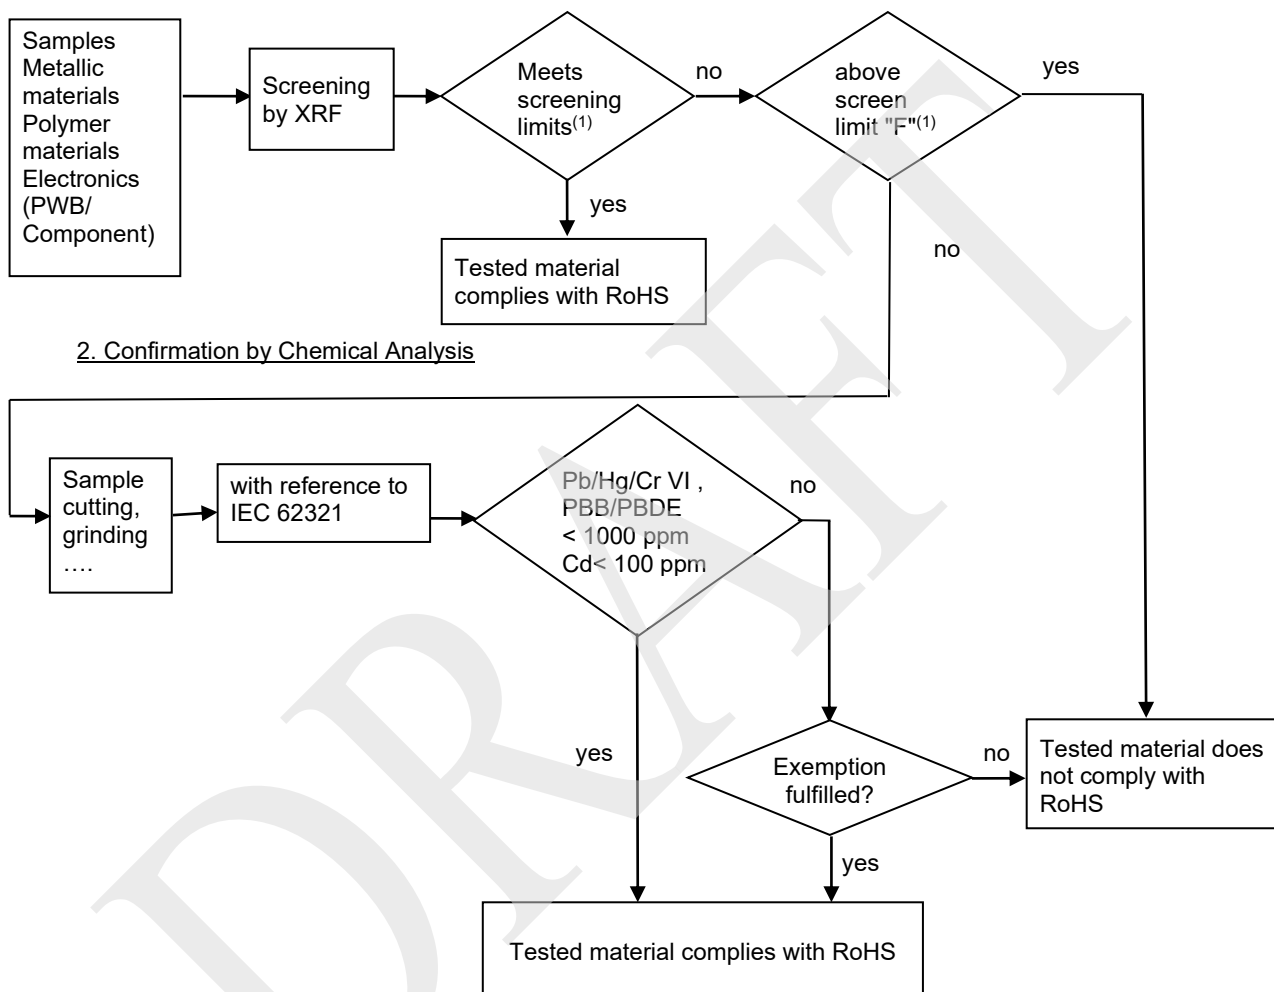 Samples
Metallic
materials
Polymer
materials
Electronics
(PWB/
Component)
Screening
by XRF
Meets
screening
limits(1)
no
above
screen
limit "F"(1)
yes
yes
no
Tested material
complies with RoHS
2. Confirmation by Chemical Analysis
Sample
cutting,
grinding
….
with reference to
IEC 62321
Pb/Hg/Cr VI ,
PBB/PBDE
< 1000 ppm
Cd< 100 ppm
no
yes
Exemption
fulfilled?
no
Tested material does
not comply with
RoHS
yes
Tested material complies with RoHS
DRAFT